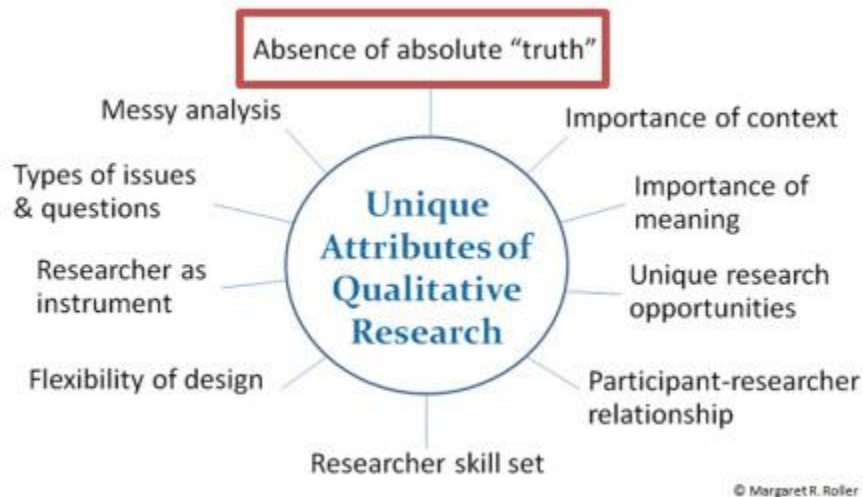 Absence of absolute “truth”
Messy analysis
Importance of context
Types of issues
& questions
Unique
Attributes of
Qualitative
Research
Importance of
meaning
Researcher as
instrument
Unique research
opportunities
Flexibility of design
Participant-researcher
relationship
Researcher skill set
© Margaret R. Roller